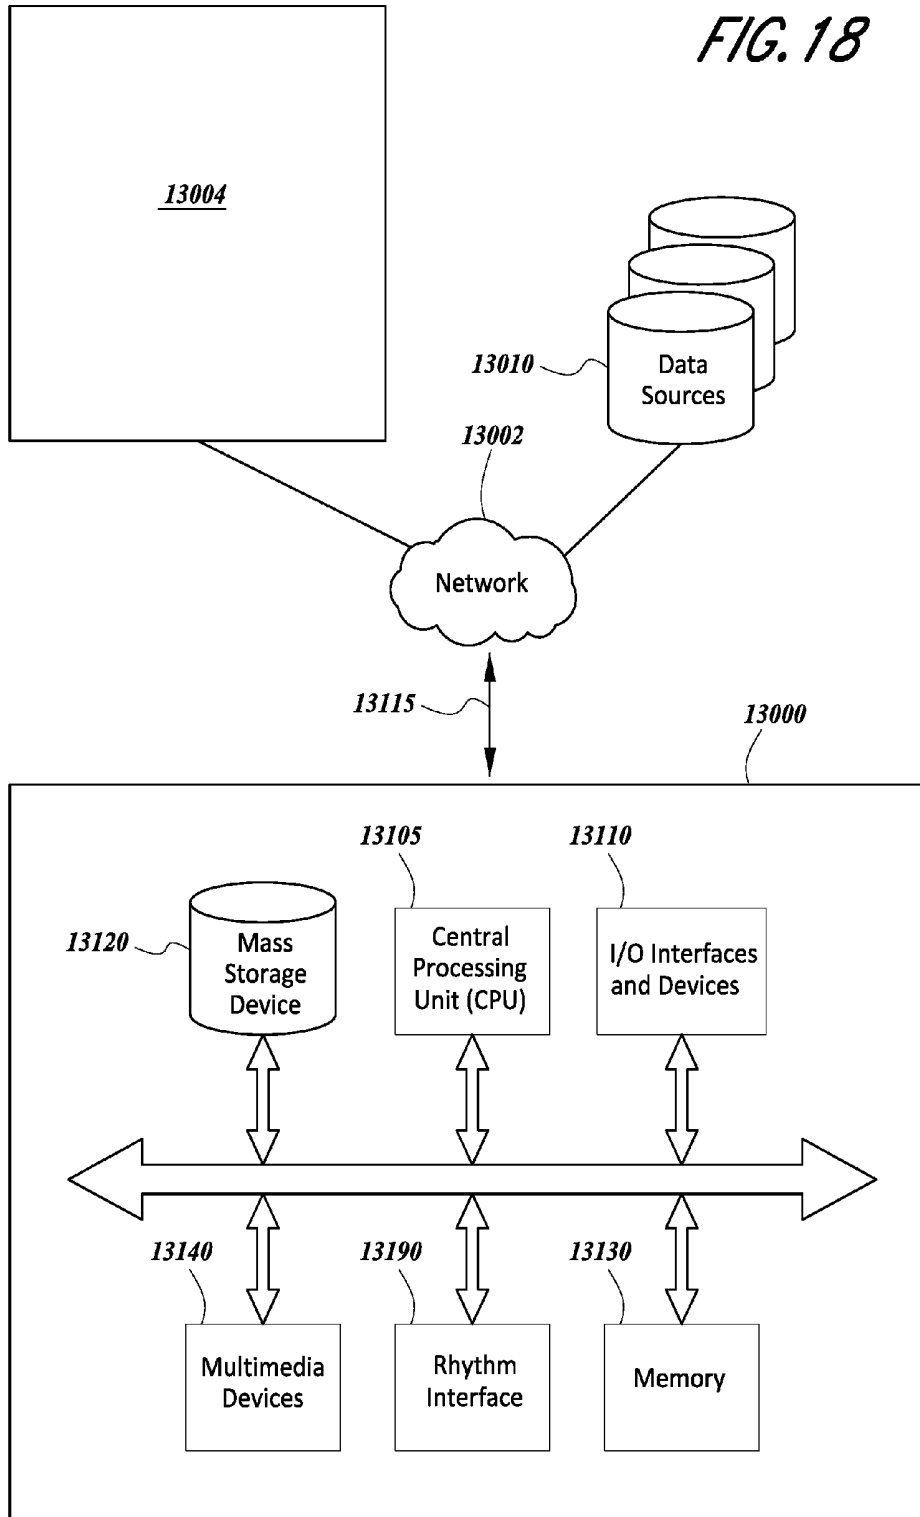 FIG. 18
13004
13010
Data
Sources
13002
Network
13115
13000
13105
13110
13120
Mass
Storage
Device
Central
Processing
Unit (CPU)
I/O Interfaces
and Devices
13140
13190
13130
Multimedia
Devices
Rhythm
Interface
Memory